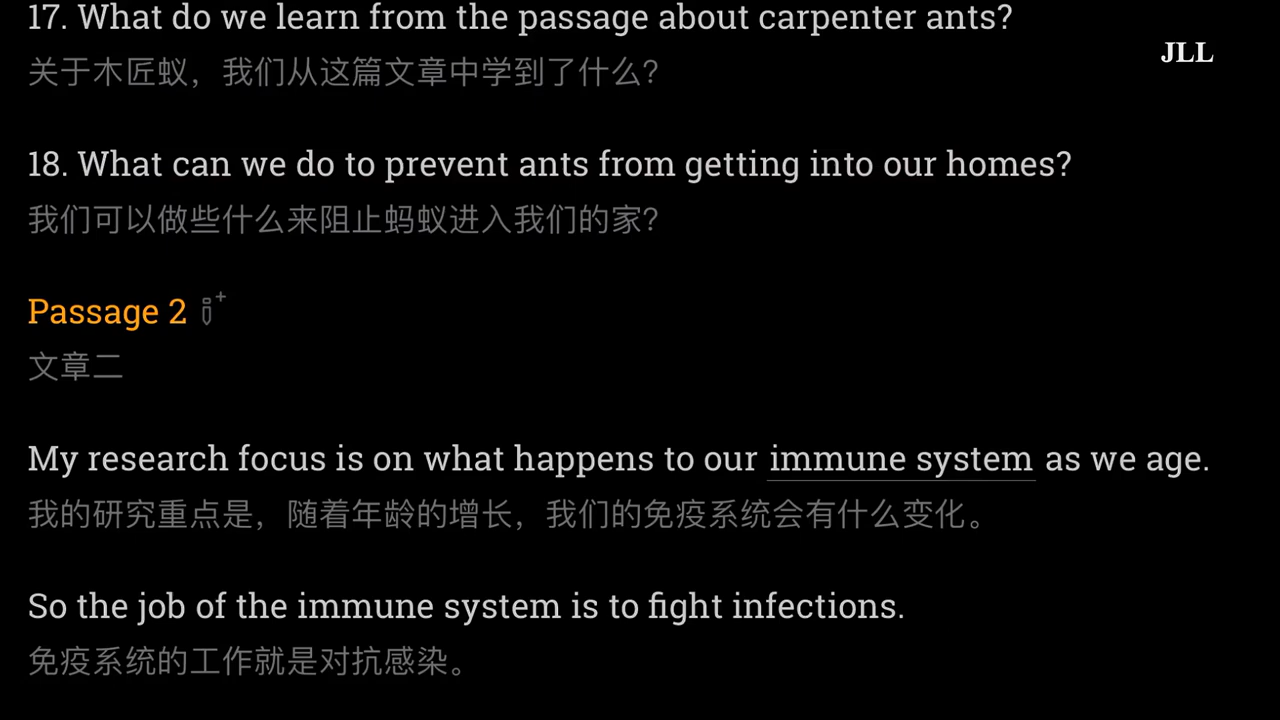 17. What do we learn from the passage about carpenter ants?
JLL
关于木匠蚁，我们从这篇文章中学到了什么？
18. What can we do to prevent ants from getting into our homes?
我们可以做些什么来阻止蚂蚁进入我们的家？
Passage 2
文章二
My research focus is on what happens to our immune system as we age.
我的研究重点是，随着年龄的增长，我们的免疫系统会有什么变化。
So the job of the immune system is to fight infections.
免疫系统的工作就是对抗感染。